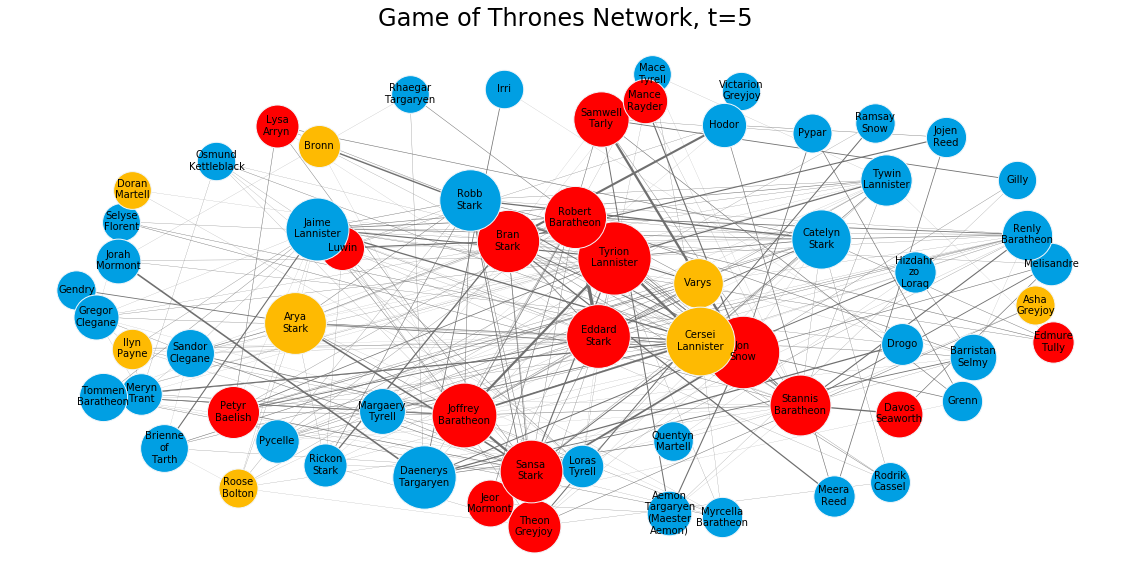 Game of Thrones Network, t=5
Mace
Tyrell
Rhaegar
Targaryen
Irri
Victarion
Greyjoy
Mance
Rayder
Samwell
Tarly
Lysa
Arryn
Hodor
Ramsay
Snow
Pypar
Jojen
Reed
Bronn
Osmund
Kettleblack
Tywin
Lannister
Gilly
Doran
Martell
Robb
Stark
Selyse
Florent
Jaime
Lannister
Robert
Baratheon
Bran
Stark
Catelyn
Stark
Renly
Baratheon
Luwin
Tyrion
Lannister
Jorah
Mormont
Melisandre
Hizdahr
zo
Loraq
Varys
Gendry
Gregor
Clegane
Asha
Greyjoy
Arya
Stark
Eddard
Stark
Cersei
Lannister
Jon
Snow
Edmure
Tully
Ilyn
Payne
Sandor
Clegane
Drogo
Barristan
Selmy
Tommen
Baratheon
Meryn
Trant
Margaery
Tyrell
Joffrey
Baratheon
Stannis
Baratheon
Grenn
Petyr
Baelish
Davos
Seaworth
Brienne
of
Tarth
Pycelle
Quentyn
Martell
Rickon
Stark
Daenerys
Targaryen
Sansa
Stark
Loras
Tyrell
Rodrik
Cassel
Roose
Bolton
Meera
Reed
Jeor
Mormont
Theon
Greyjoy
Aemon
Targaryen
(Maester
Aemon)
Myrcella
Baratheon